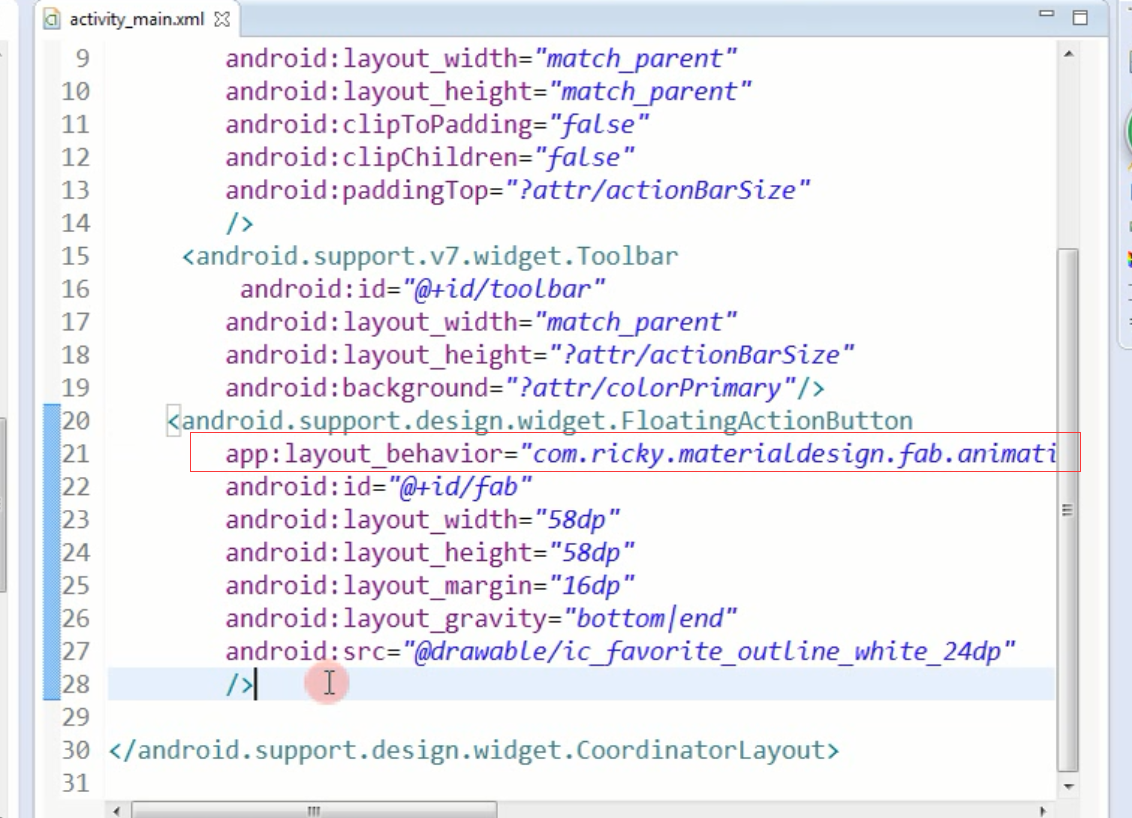 activity_main.xml
9 android:layout_width="match_parent"
10 android:layout_height="match_parent"
11 android:clipToPadding="false"
12 android:clipChildren="false"
13 android:paddingTop="?attr/actionBarSize"
14 />
15 <android.support.v7.widget.Toolbar
16 android:id="@+id/toolbar"
17 android:layout_width="match_parent"
18 android:layout_height="?attr/actionBarSize"
19 android:background="?attr/colorPrimary"/>
20 <android.support.design.widget.FloatingActionButton
21 app:layout_behavior="com.ricky.materialdesign.fab.animati
22 android:id="@+id/fab"
23 android:layout_width="58dp"
24 android:layout_height="58dp"
25 android:layout_margin="16dp"
26 android:layout_gravity="bottom|end"
27 android:src="@drawable/ic_favorite_outline_white_24dp"
28 />
29
30 </android.support.design.widget.CoordinatorLayout>
31